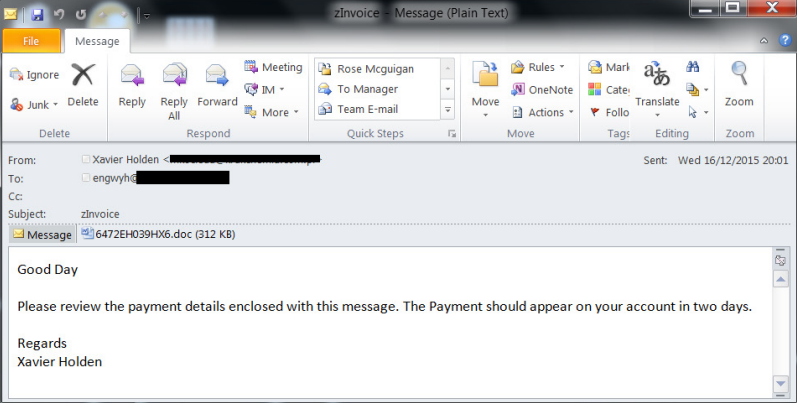 zInvoice - Message (Plain Text)
File Message
Ignore
Junk
Delete
Reply
Reply All
Forward
Meeting
IM
More
Rose Mcguigan
To Manager
Team E-mail
Move
Rules
OneNote
Actions
Mark
Cate
Follo
Translate
Zoom
Delete Respond Quick Steps Move Tags Editing Zoom
From: Xavier Holden < Sent: Wed 16/12/2015 20:01
To: engwyh@
Cc:
Subject: zInvoice
Message 6472EH039HX6.doc (312 KB)
Good Day
Please review the payment details enclosed with this message. The Payment should appear on your account in two days.
Regards
Xavier Holden